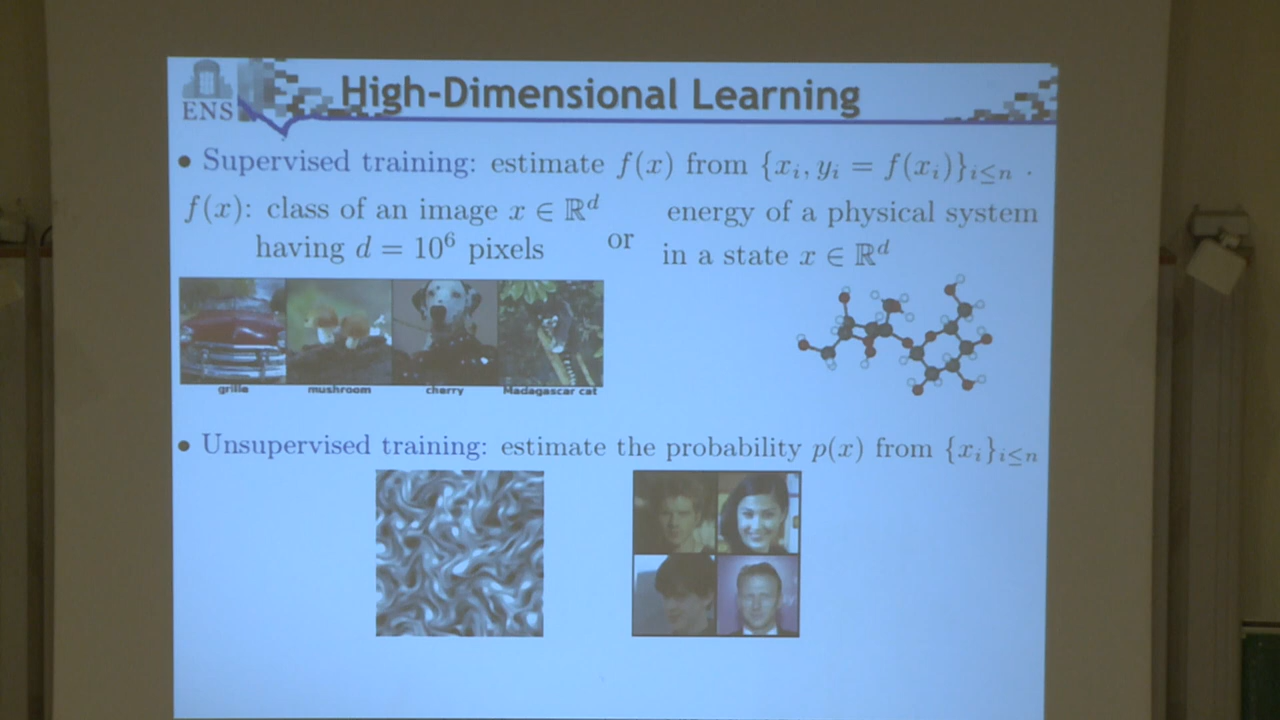 ENS
High-Dimensional Learning
• Supervised training: estimate f(x) from {x_i, y_i = f(x_i)}_{i≤n} .
f(x): class of an image x ∈ ℝ^d
having d = 10^6 pixels
or
energy of a physical system
in a state x ∈ ℝ^d
grille mushroom cherry Madagascar cat
• Unsupervised training: estimate the probability p(x) from {x_i}_{i≤n}